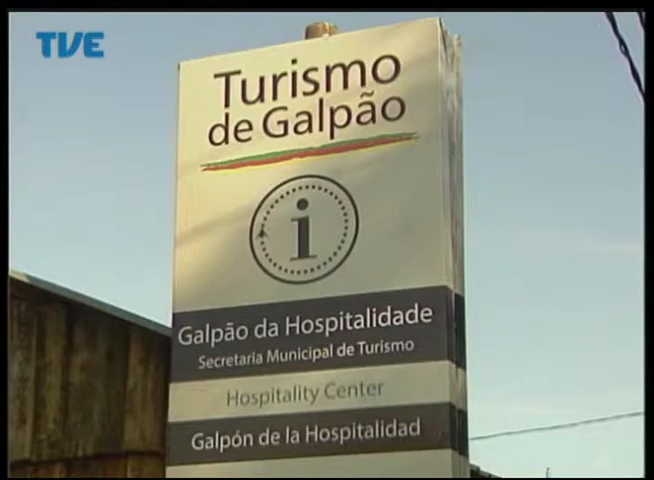 TVE
Turismo
de Galpão
i
Galpão da Hospitalidade
Secretaria Municipal de Turismo
Hospitality Center
Galpón de la Hospitalidad